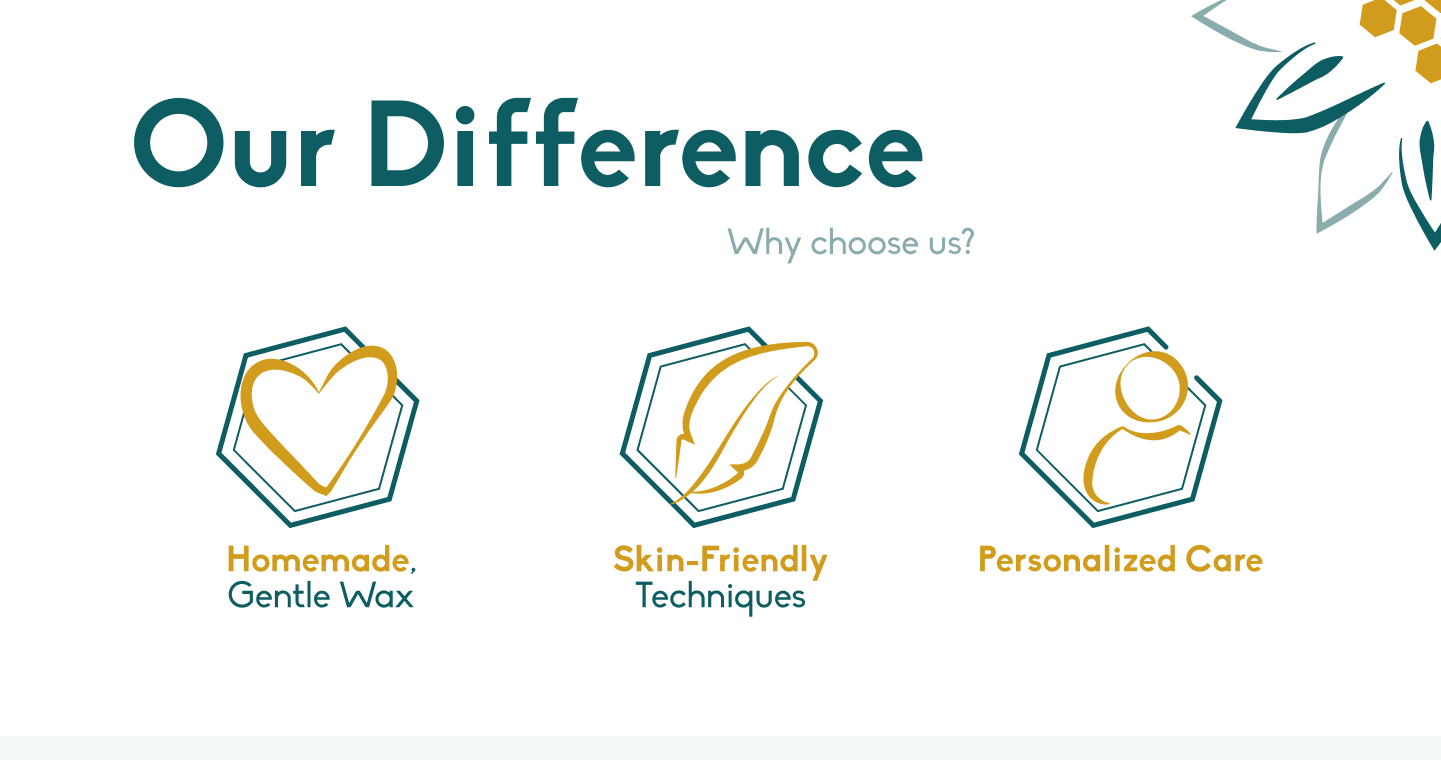 Our Difference
Why choose us?
Homemade,
Gentle Wax
Skin-Friendly
Techniques
Personalized Care